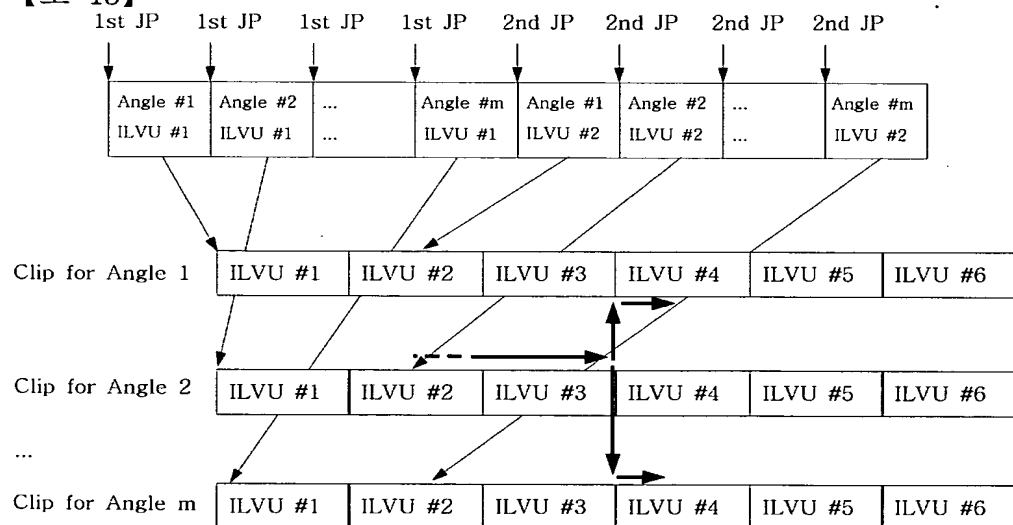 1st JP 1st JP 1st JP 1st JP 2nd JP 2nd JP 2nd JP 2nd JP
Angle #1 Angle #2 ... Angle #m Angle #1 Angle #2 ... Angle #m
ILVU #1 ILVU #1 ... ILVU #1 ILVU #2 ILVU #2 ILVU #2
Clip for Angle 1 ILVU #1 ILVU #2 ILVU #3 ILVU #4 ILVU #5 ILVU #6
Clip for Angle 2 ILVU #1 ILVU #2 ILVU #3 ILVU #4 ILVU #5 ILVU #6
...
Clip for Angle m ILVU #1 ILVU #2 ILVU #3 ILVU #4 ILVU #5 ILVU #6